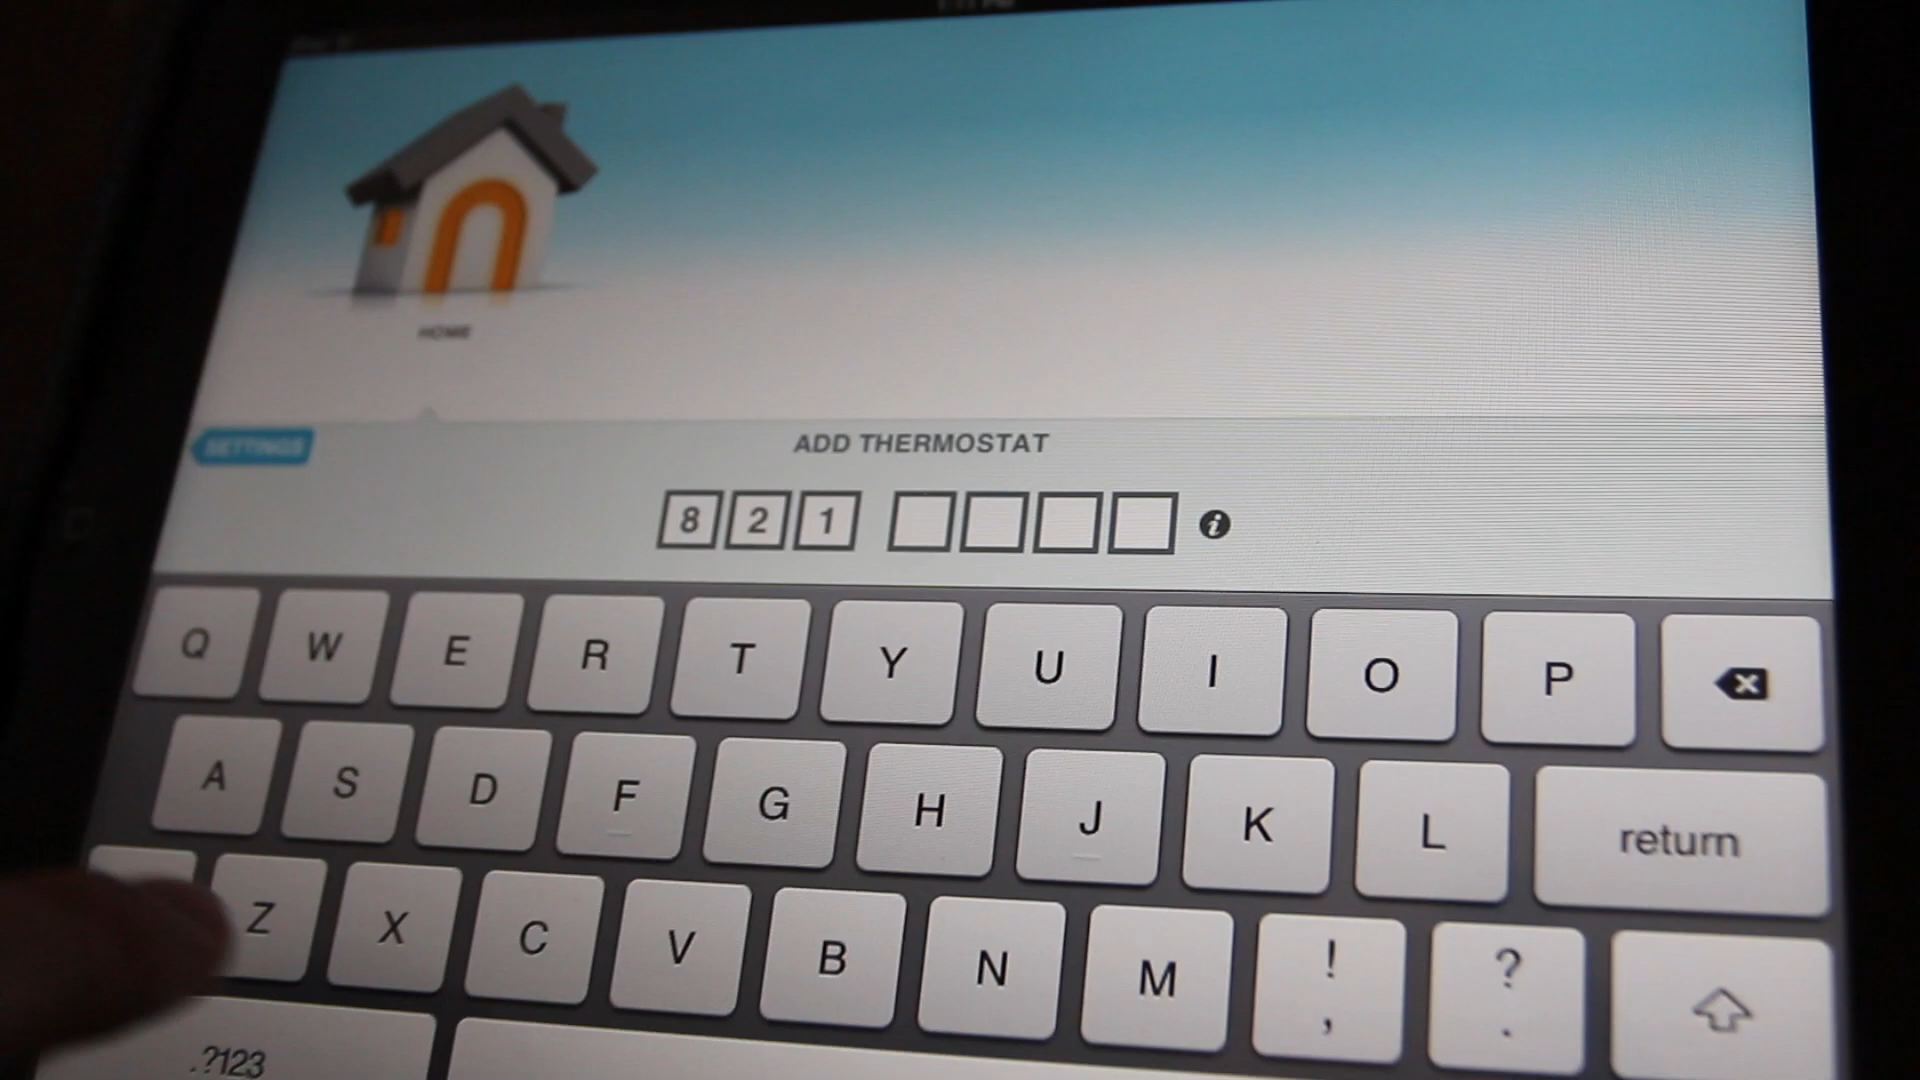 HOME
SETTINGS
ADD THERMOSTAT
8 2 1
Q W E R T Y U I O P
A S D F G H J K L return
Z X C V B N M ! , ? .
.?123